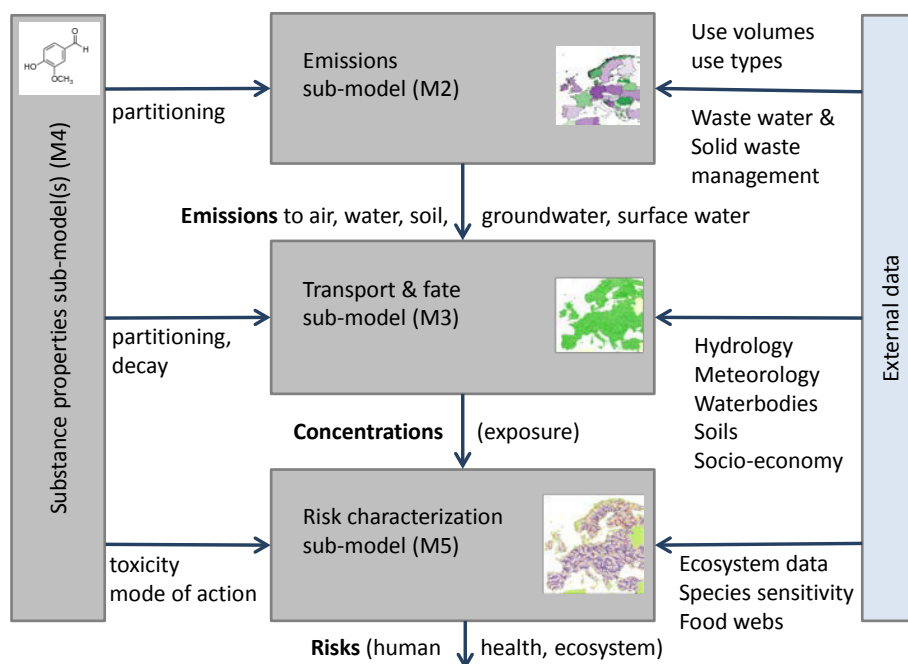 O
H
HO
OCH3
Substance properties sub-model(s) (M4)
Emissions
sub-model (M2)
partitioning
Use volumes
use types
Waste water &
Solid waste
management
Emissions to air, water, soil, groundwater, surface water
Transport & fate
sub-model (M3)
partitioning,
decay
External data
Hydrology
Meteorology
Waterbodies
Soils
Socio-economy
Concentrations (exposure)
Risk characterization
sub-model (M5)
toxicity
mode of action
Ecosystem data
Species sensitivity
Food webs
Risks (human health, ecosystem)